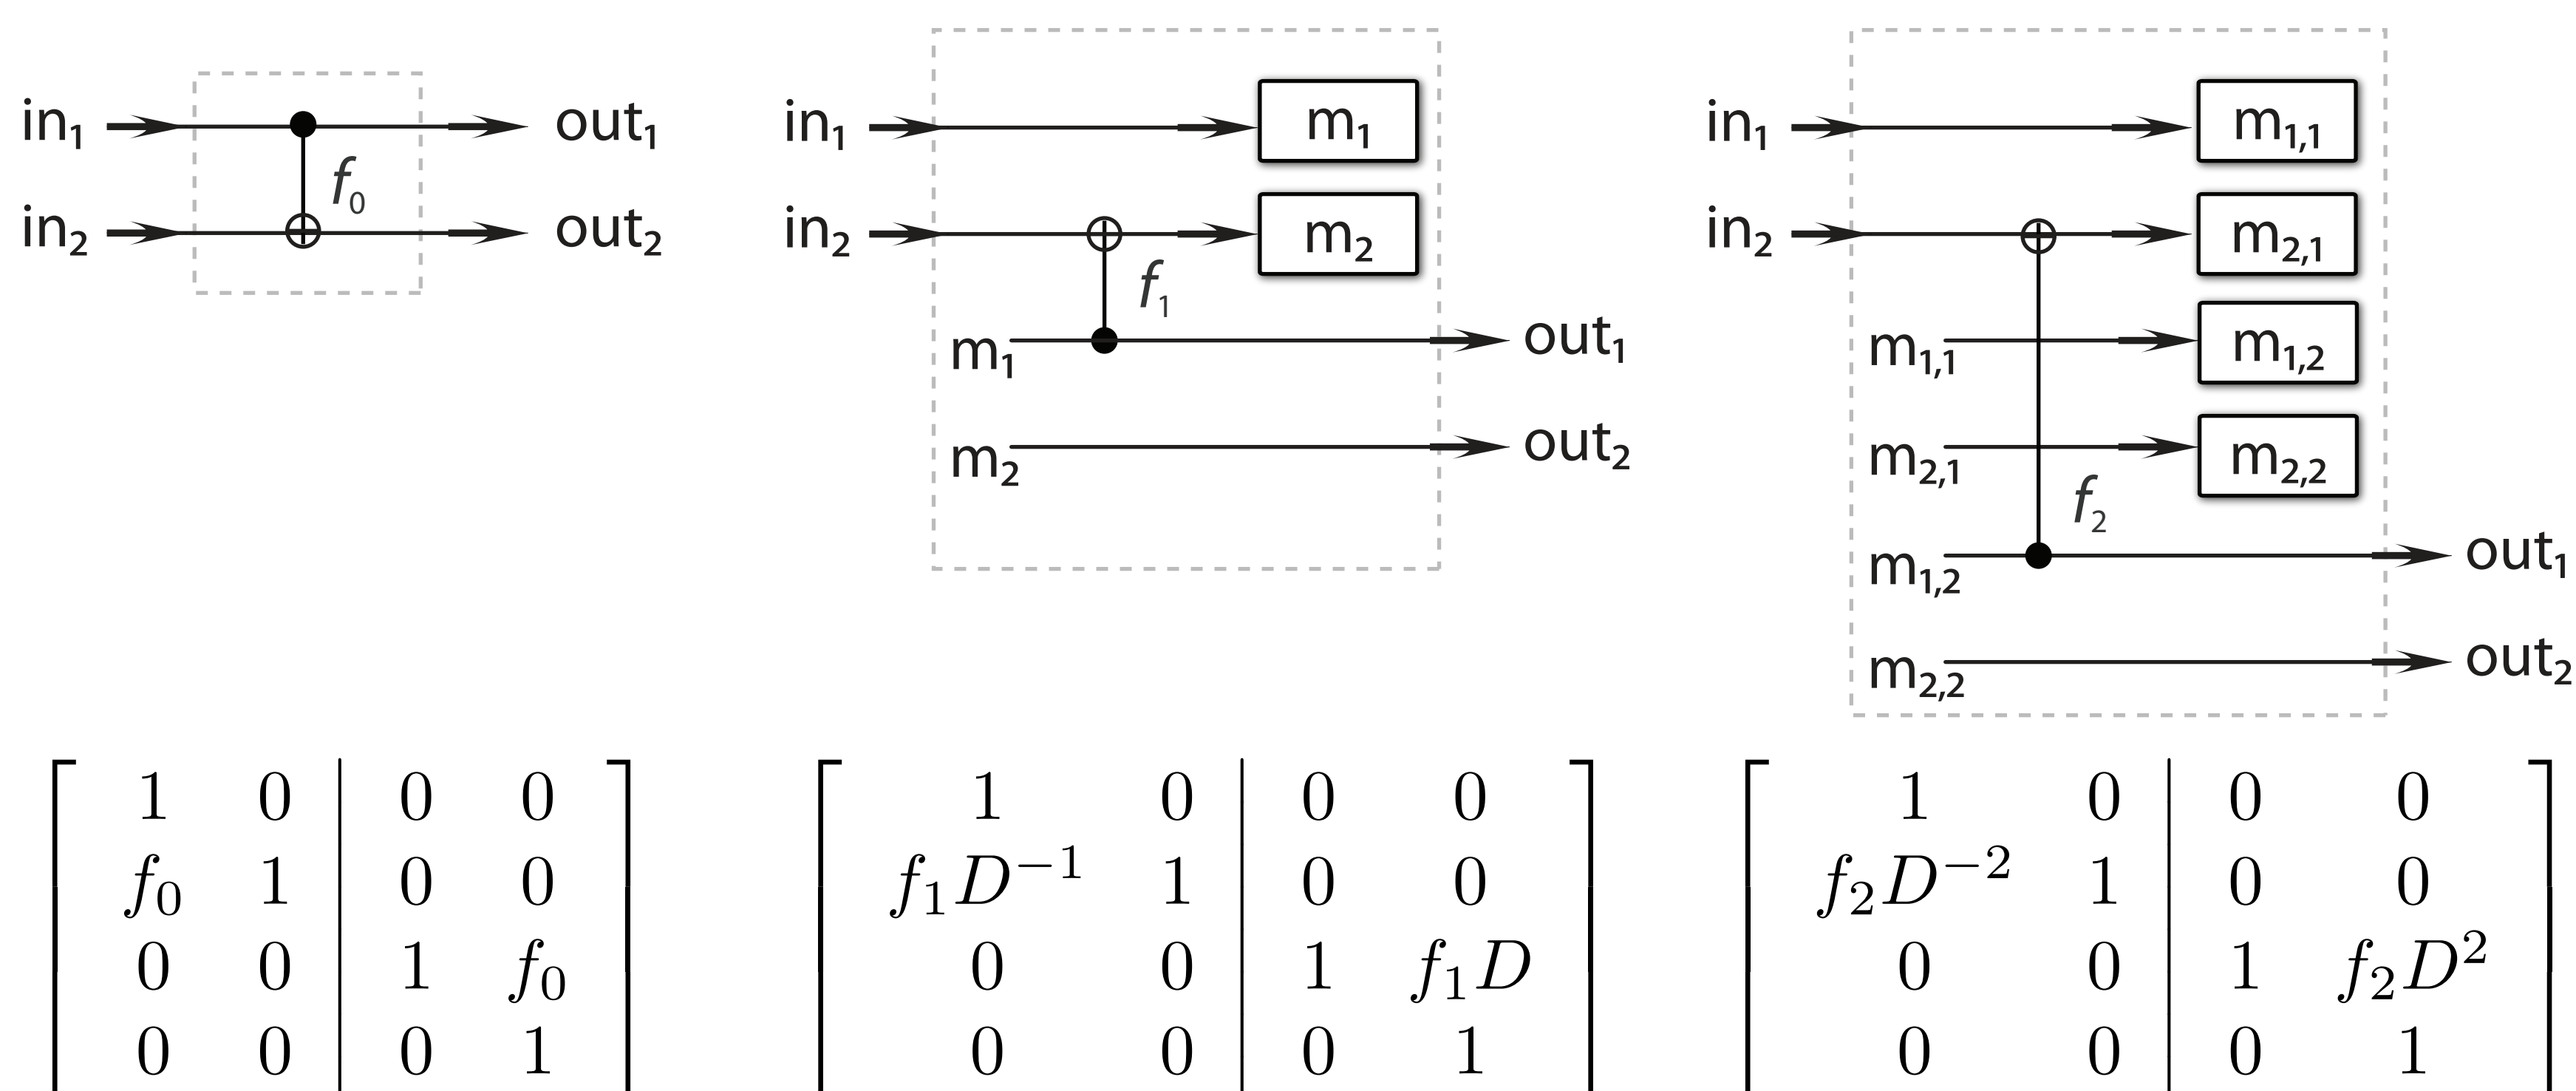 in₁ f₀ out₁
in₂ out₂
in₁ m₁
in₂ m₂
f₁
m₁ out₁
m₂ out₂
in₁ m₁,₁
in₂ m₂,₁
m₁,₁ m₁,₂
m₂,₁ m₂,₂
f₂
m₁,₂ out₁
m₂,₂ out₂
1 0 | 0 0
f₀ 1 | 0 0
0 0 | 1 f₀
0 0 | 0 1
1 0 | 0 0
f₁D⁻¹ 1 | 0 0
0 0 | 1 f₁D
0 0 | 0 1
1 0 | 0 0
f₂D⁻² 1 | 0 0
0 0 | 1 f₂D²
0 0 | 0 1